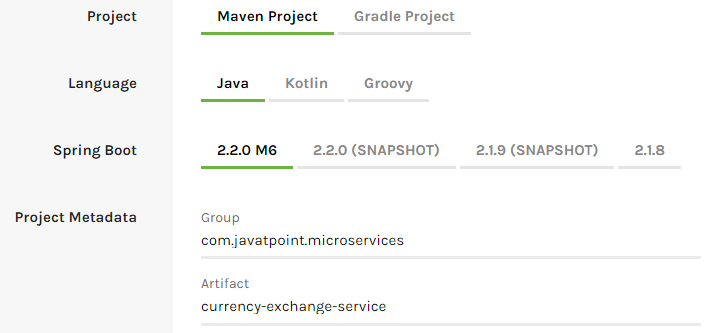 Project Maven Project Gradle Project
Language Java Kotlin Groovy
Spring Boot 2.2.0 M6 2.2.0 (SNAPSHOT) 2.1.9 (SNAPSHOT) 2.1.8
Project Metadata Group
com.javatpoint.microservices
Artifact
currency-exchange-service